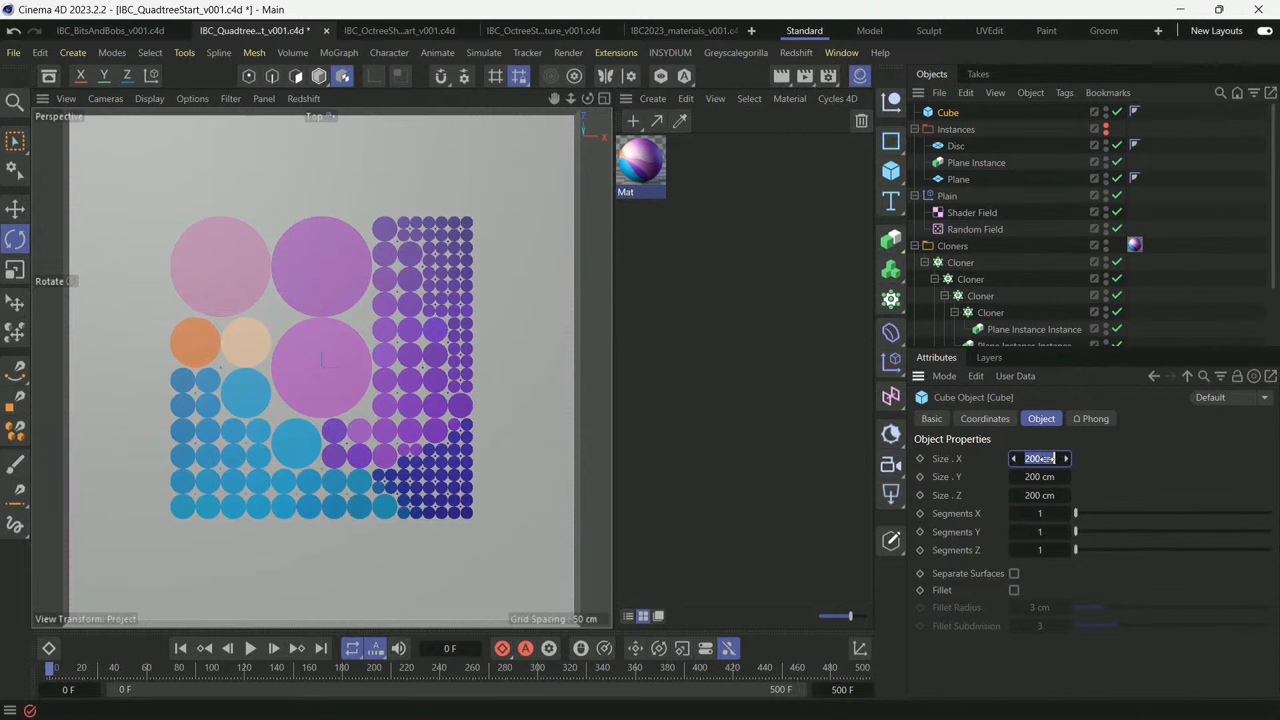 Cinema 4D 2023.2.2 - [IBC_QuadtreeStart_v001.c4d *] - Main
IBC_BitsAndBobs_v001.c4d
IBC_Quadtree...t_v001.c4d *
IBC_OctreeSh...art_v001.c4d
IBC_OctreeSt...ture_v001.c4d
IBC2023_materials_v001.c4d
Standard
Model
Sculpt
UVEdit
Paint
Groom
New Layouts
File Edit Create Modes Select Tools Spline Mesh Volume MoGraph Character Animate Simulate Tracker Render Extensions INSYDIUM Greyscalegorilla Redshift Window Help
X Y Z
Objects Takes
View Cameras Display Options Filter Panel Redshift
Create Edit View Select Material Cycles 4D
File Edit View Object Tags Bookmarks
Perspective
Top
Z
X
Mat
Rotate
View Transform: Project
Grid Spacing : 50 cm
Cube
Instances
Disc
Plane Instance
Plane
Plain
Shader Field
Random Field
Cloners
Cloner
Cloner
Cloner
Cloner
Plane Instance Instance
Plane Instance Instance
Attributes Layers
Mode Edit User Data
Cube Object [Cube]
Default
Basic Coordinates Object Phong
Object Properties
Size . X
Size . Y 200 cm
Size . Z 200 cm
Segments X 1
Segments Y 1
Segments Z 1
Separate Surfaces
Fillet
Fillet Radius 3 cm
Fillet Subdivision 3
0 F
0 20 40 60 80 100 120 140 160 180 200 220 240 260 280 300 320 340 360 380 400 420 440 460 480 500
0 F
0 F
500 F
500 F